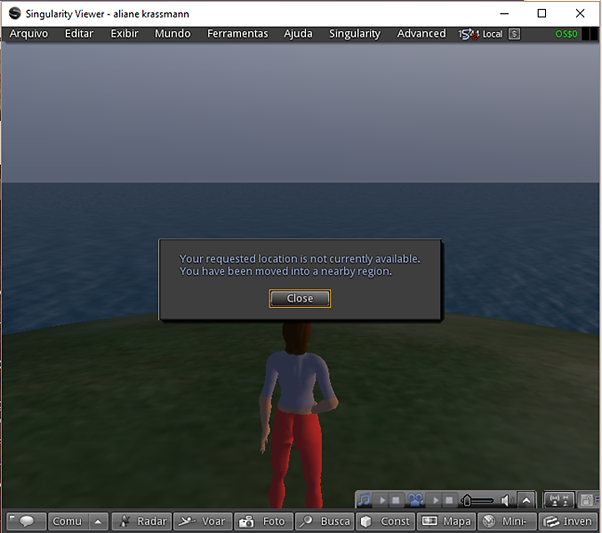 Singularity Viewer - aliane krassmann
Arquivo Editar Exibir Mundo Ferramentas Ajuda Singularity Advanced Local OS$0
Your requested location is not currently available.
You have been moved into a nearby region.
Close
Comu Radar Voar Foto Busca Const Mapa Mini- Inven